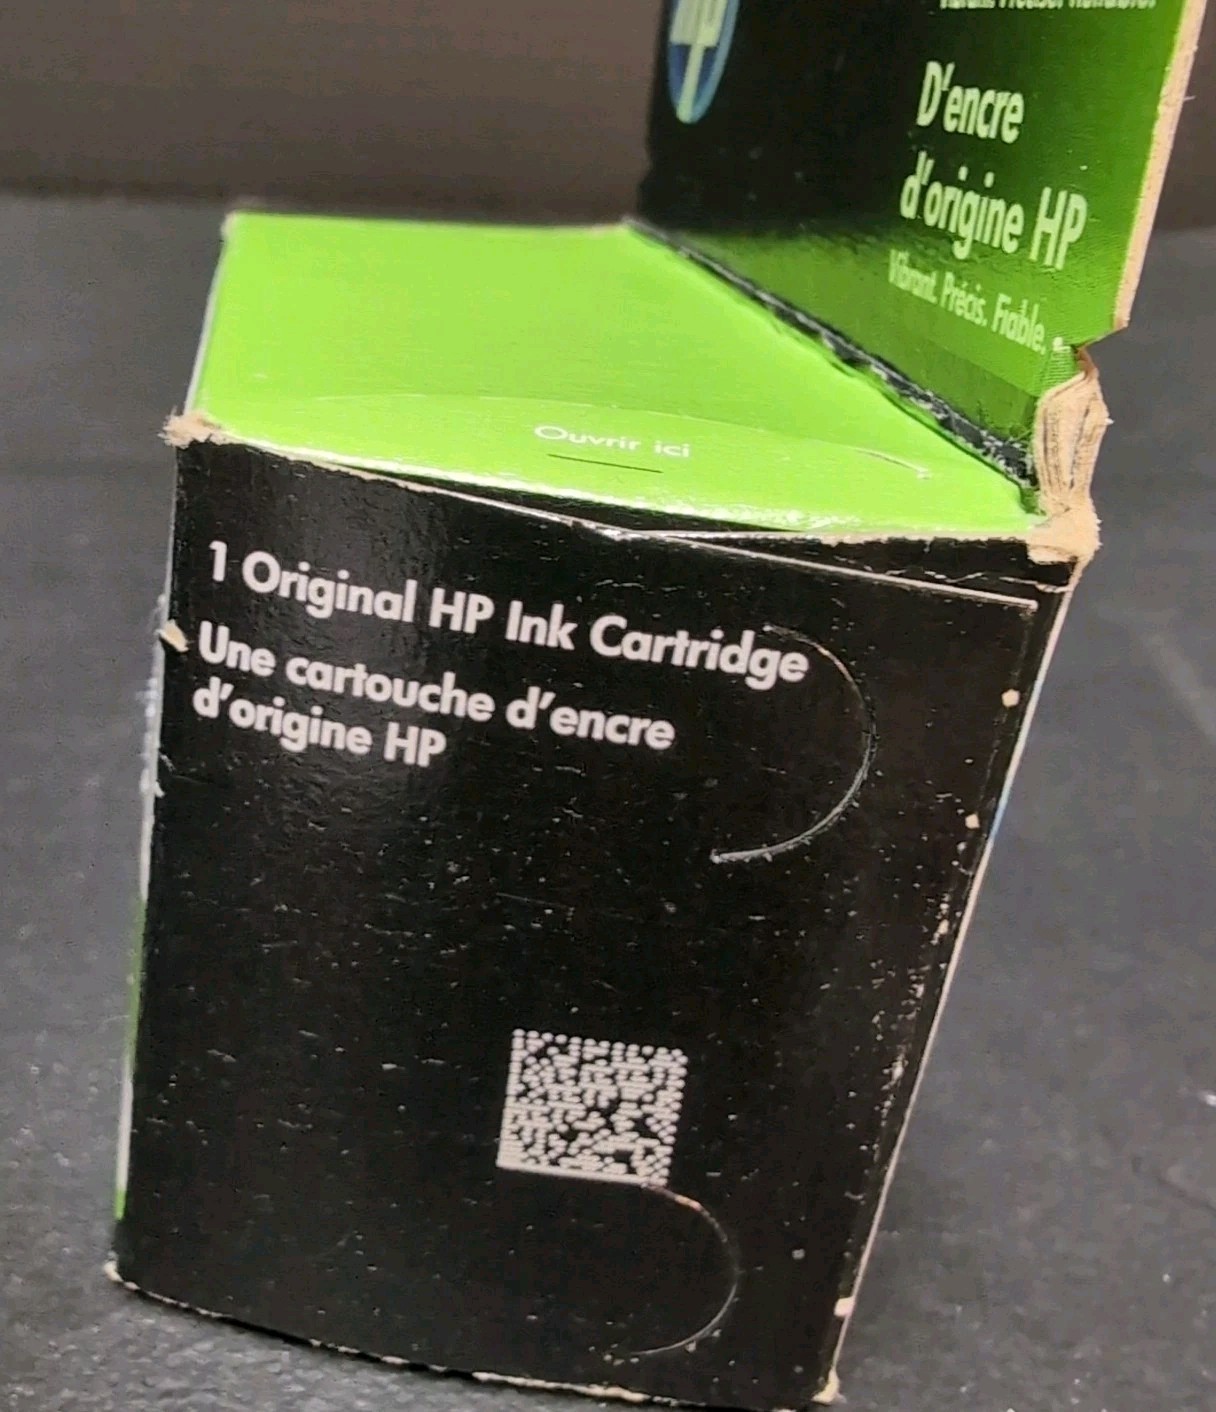 D'encre
d'origine HP
Vibrant. Précis. Fiable.
Ouvrir ici
1 Original HP Ink Cartridge
Une cartouche d'encre
d'origine HP